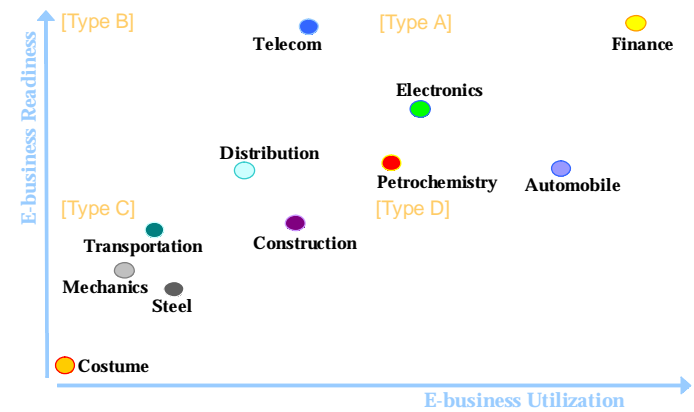 [Type B]
[Type A]
Telecom
Finance
E-business Readiness
Electronics
Distribution
Petrochemistry
Automobile
[Type C]
[Type D]
Transportation
Construction
Mechanics
Steel
Costume
E-business Utilization